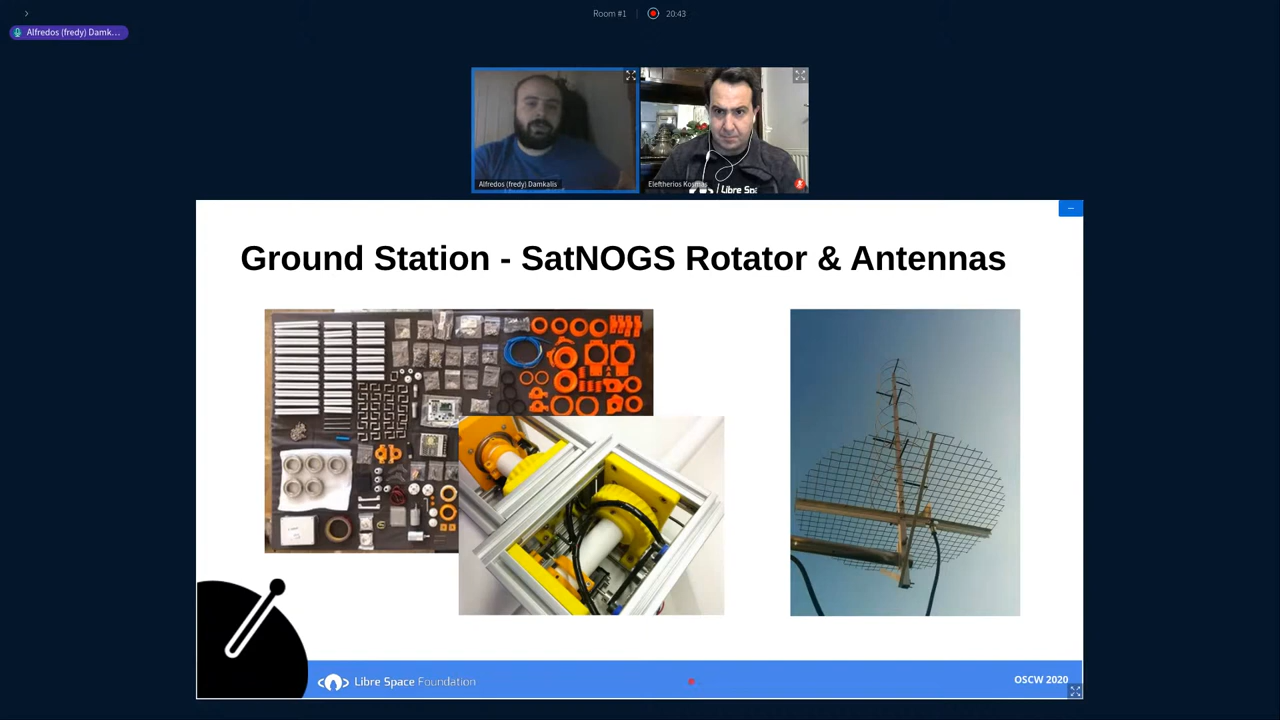 Room #1
20:43
Alfredos (fredy) Damk...
Alfredos (fredy) Damkalis
Eleftherios Kosmas
Libre Sp
Ground Station - SatNOGS Rotator & Antennas
Libre Space Foundation
OSCW 2020